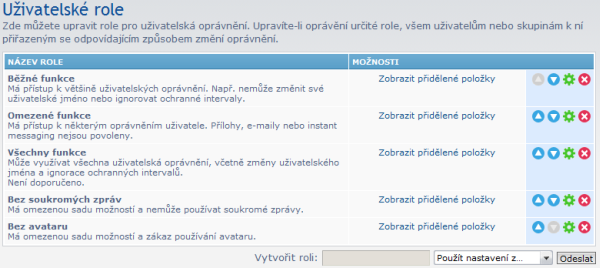 Uživatelské role
Zde můžete upravit role pro uživatelská oprávnění. Upravíte-li oprávění určité role, všem uživatelům nebo skupinám k ní
přiřazeným se odpovídajícím způsobem změní oprávnění.
NÁZEV ROLE MOŽNOSTI
Běžné funkce Zobrazit přidělené položky
Má přístup k většině uživatelských oprávnění. Např. nemůže změnit své
uživatelské jméno nebo ignorovat ochranné intervaly.
Omezené funkce Zobrazit přidělené položky
Má přístup k některým oprávněním uživatele. Přílohy, e-maily nebo instant
messaging nejsou povoleny.
Všechny funkce Zobrazit přidělené položky
Může využívat všechna uživatelská oprávnění, včetně změny uživatelského
jména a ignorace ochranných intervalů.
Není doporučeno.
Bez soukromých zpráv Zobrazit přidělené položky
Má omezenou sadu možností a nemůže používat soukromé zprávy.
Bez avataru Zobrazit přidělené položky
Má omezenou sadu možností a zákaz používání avataru.
Vytvořit roli: Použít nastavení z... Odeslat